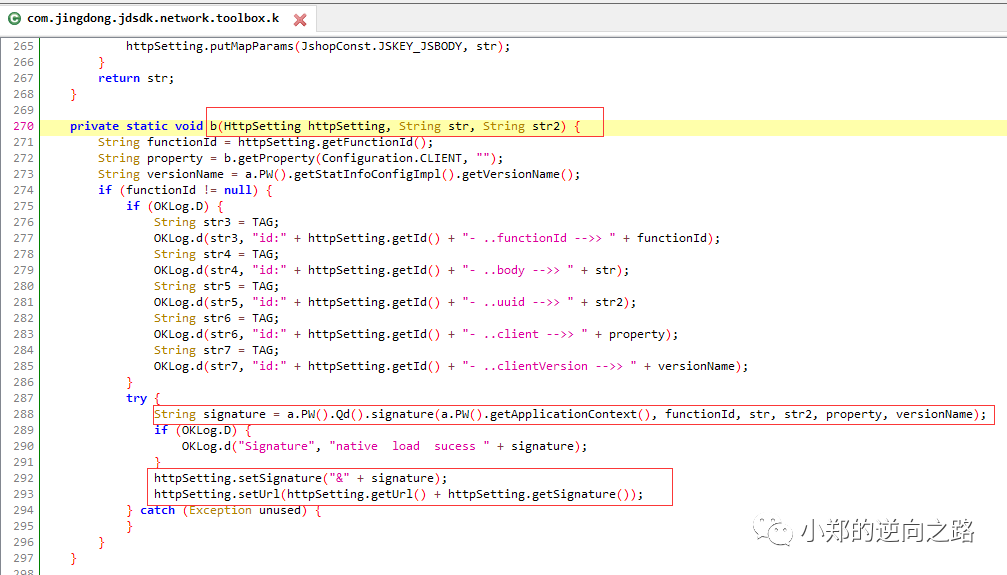 com.jingdong.jdsdk.network.toolbox.k
265 httpSetting.putMapParams(JshopConst.JSKEY_JSBODY, str);
266 }
267 return str;
268 }
269
270 private static void b(HttpSetting httpSetting, String str, String str2) {
271 String functionId = httpSetting.getFunctionId();
272 String property = b.getProperty(Configuration.CLIENT, "");
273 String versionName = a.PW().getStatInfoConfigImpl().getVersionName();
274 if (functionId != null) {
275 if (OKLog.D) {
276 String str3 = TAG;
277 OKLog.d(str3, "id:" + httpSetting.getId() + "- ..functionId -->> " + functionId);
278 String str4 = TAG;
279 OKLog.d(str4, "id:" + httpSetting.getId() + "- ..body -->> " + str);
280 String str5 = TAG;
281 OKLog.d(str5, "id:" + httpSetting.getId() + "- ..uuid -->> " + str2);
282 String str6 = TAG;
283 OKLog.d(str6, "id:" + httpSetting.getId() + "- ..client -->> " + property);
284 String str7 = TAG;
285 OKLog.d(str7, "id:" + httpSetting.getId() + "- ..clientVersion -->> " + versionName);
286 }
287 try {
288 String signature = a.PW().Qd().signature(a.PW().getApplicationContext(), functionId, str, str2, property, versionName);
289 if (OKLog.D) {
290 OKLog.d("Signature", "native  load  sucess " + signature);
291 }
292 httpSetting.setSignature("&" + signature);
293 httpSetting.setUrl(httpSetting.getUrl() + httpSetting.getSignature());
294 } catch (Exception unused) {
295 }
296 }
297 }
298
小郑的逆向之路